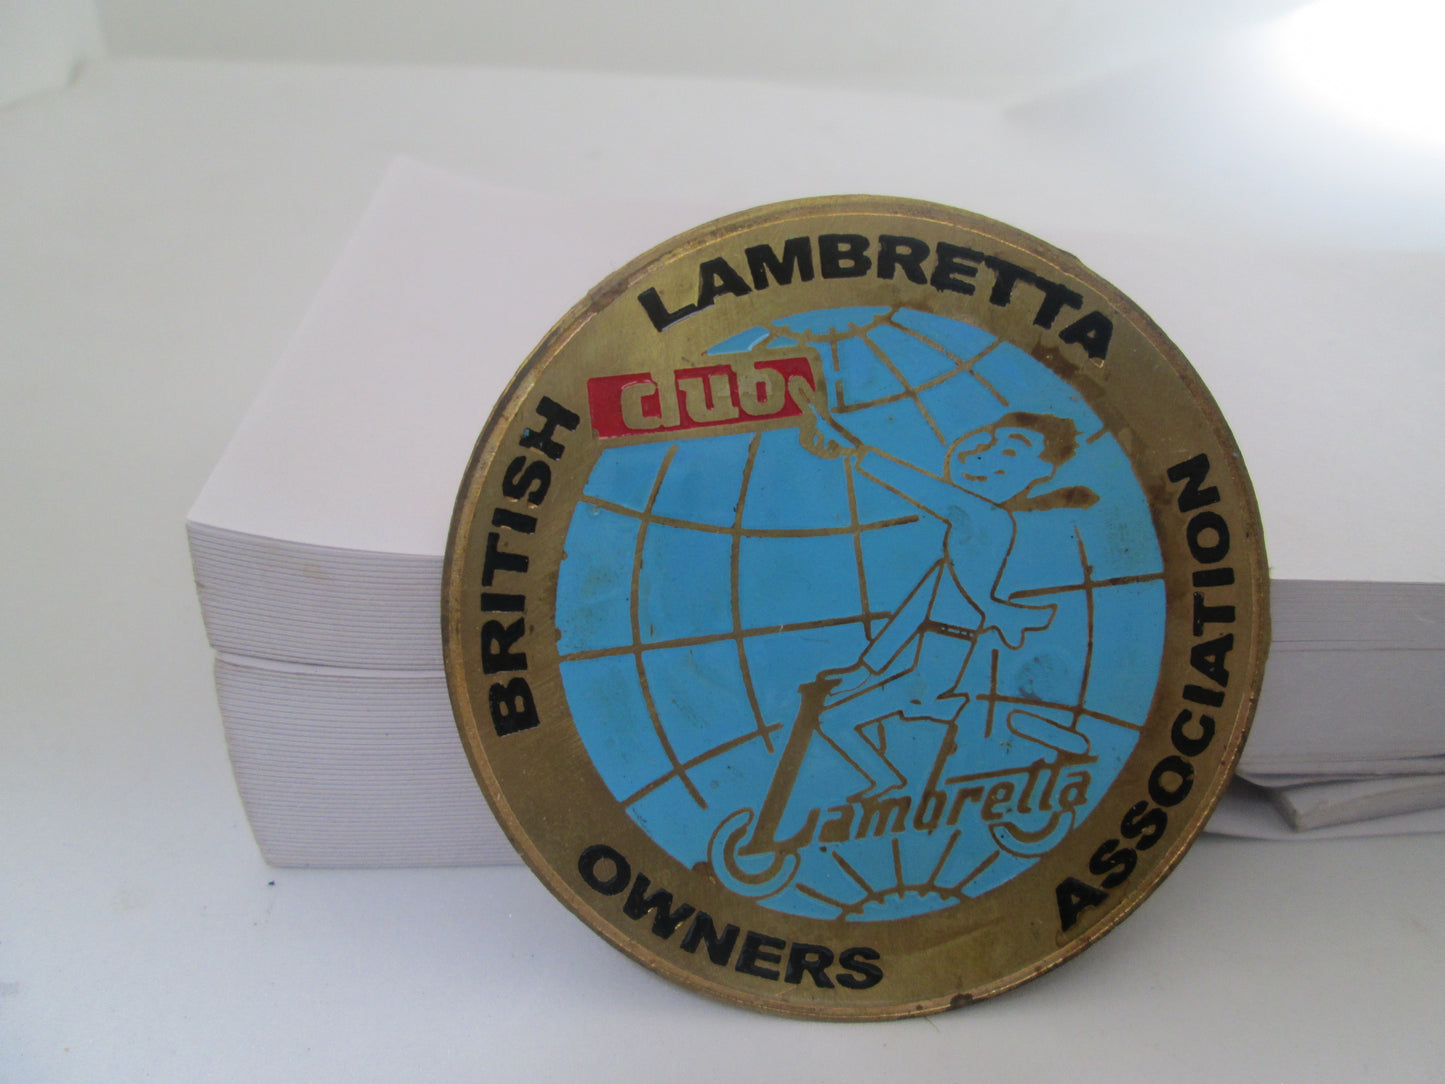 BRITISH
LAMBRETTA
OWNERS
ASSOCIATION
club
Lambretta